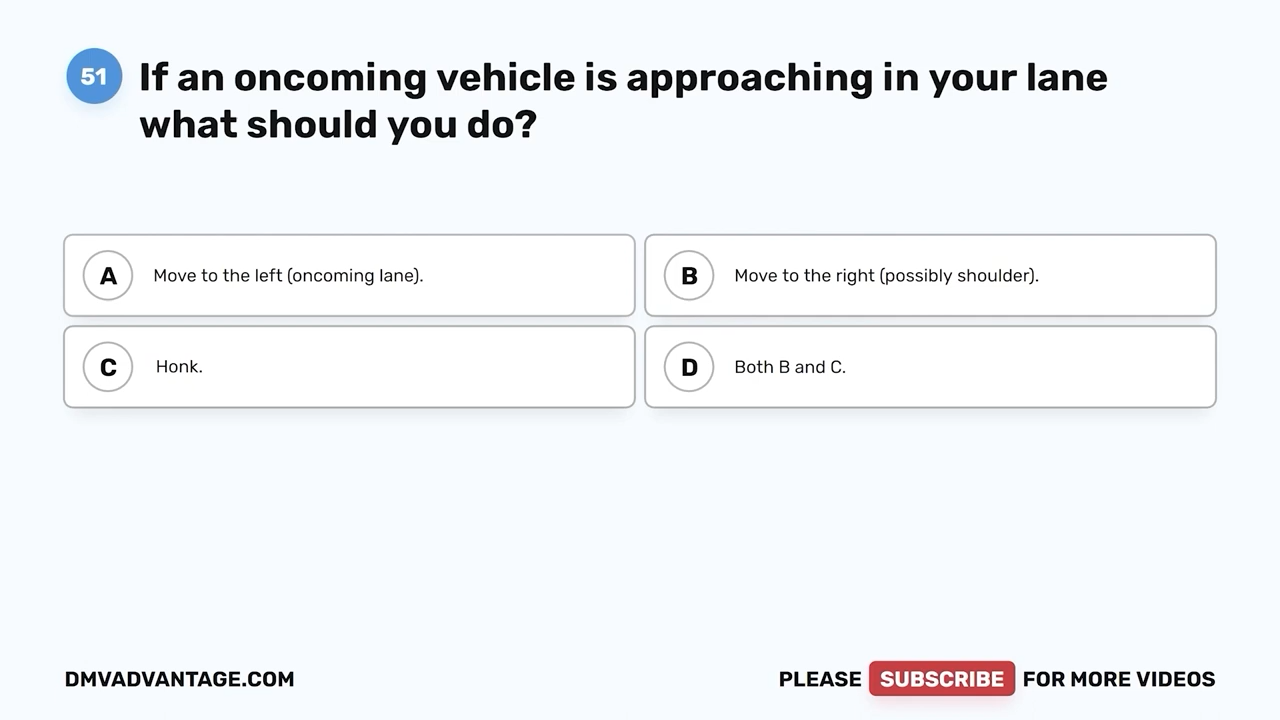 51
If an oncoming vehicle is approaching in your lane
what should you do?
A Move to the left (oncoming lane).
B Move to the right (possibly shoulder).
C Honk.
D Both B and C.
DMVADVANTAGE.COM
PLEASE SUBSCRIBE FOR MORE VIDEOS